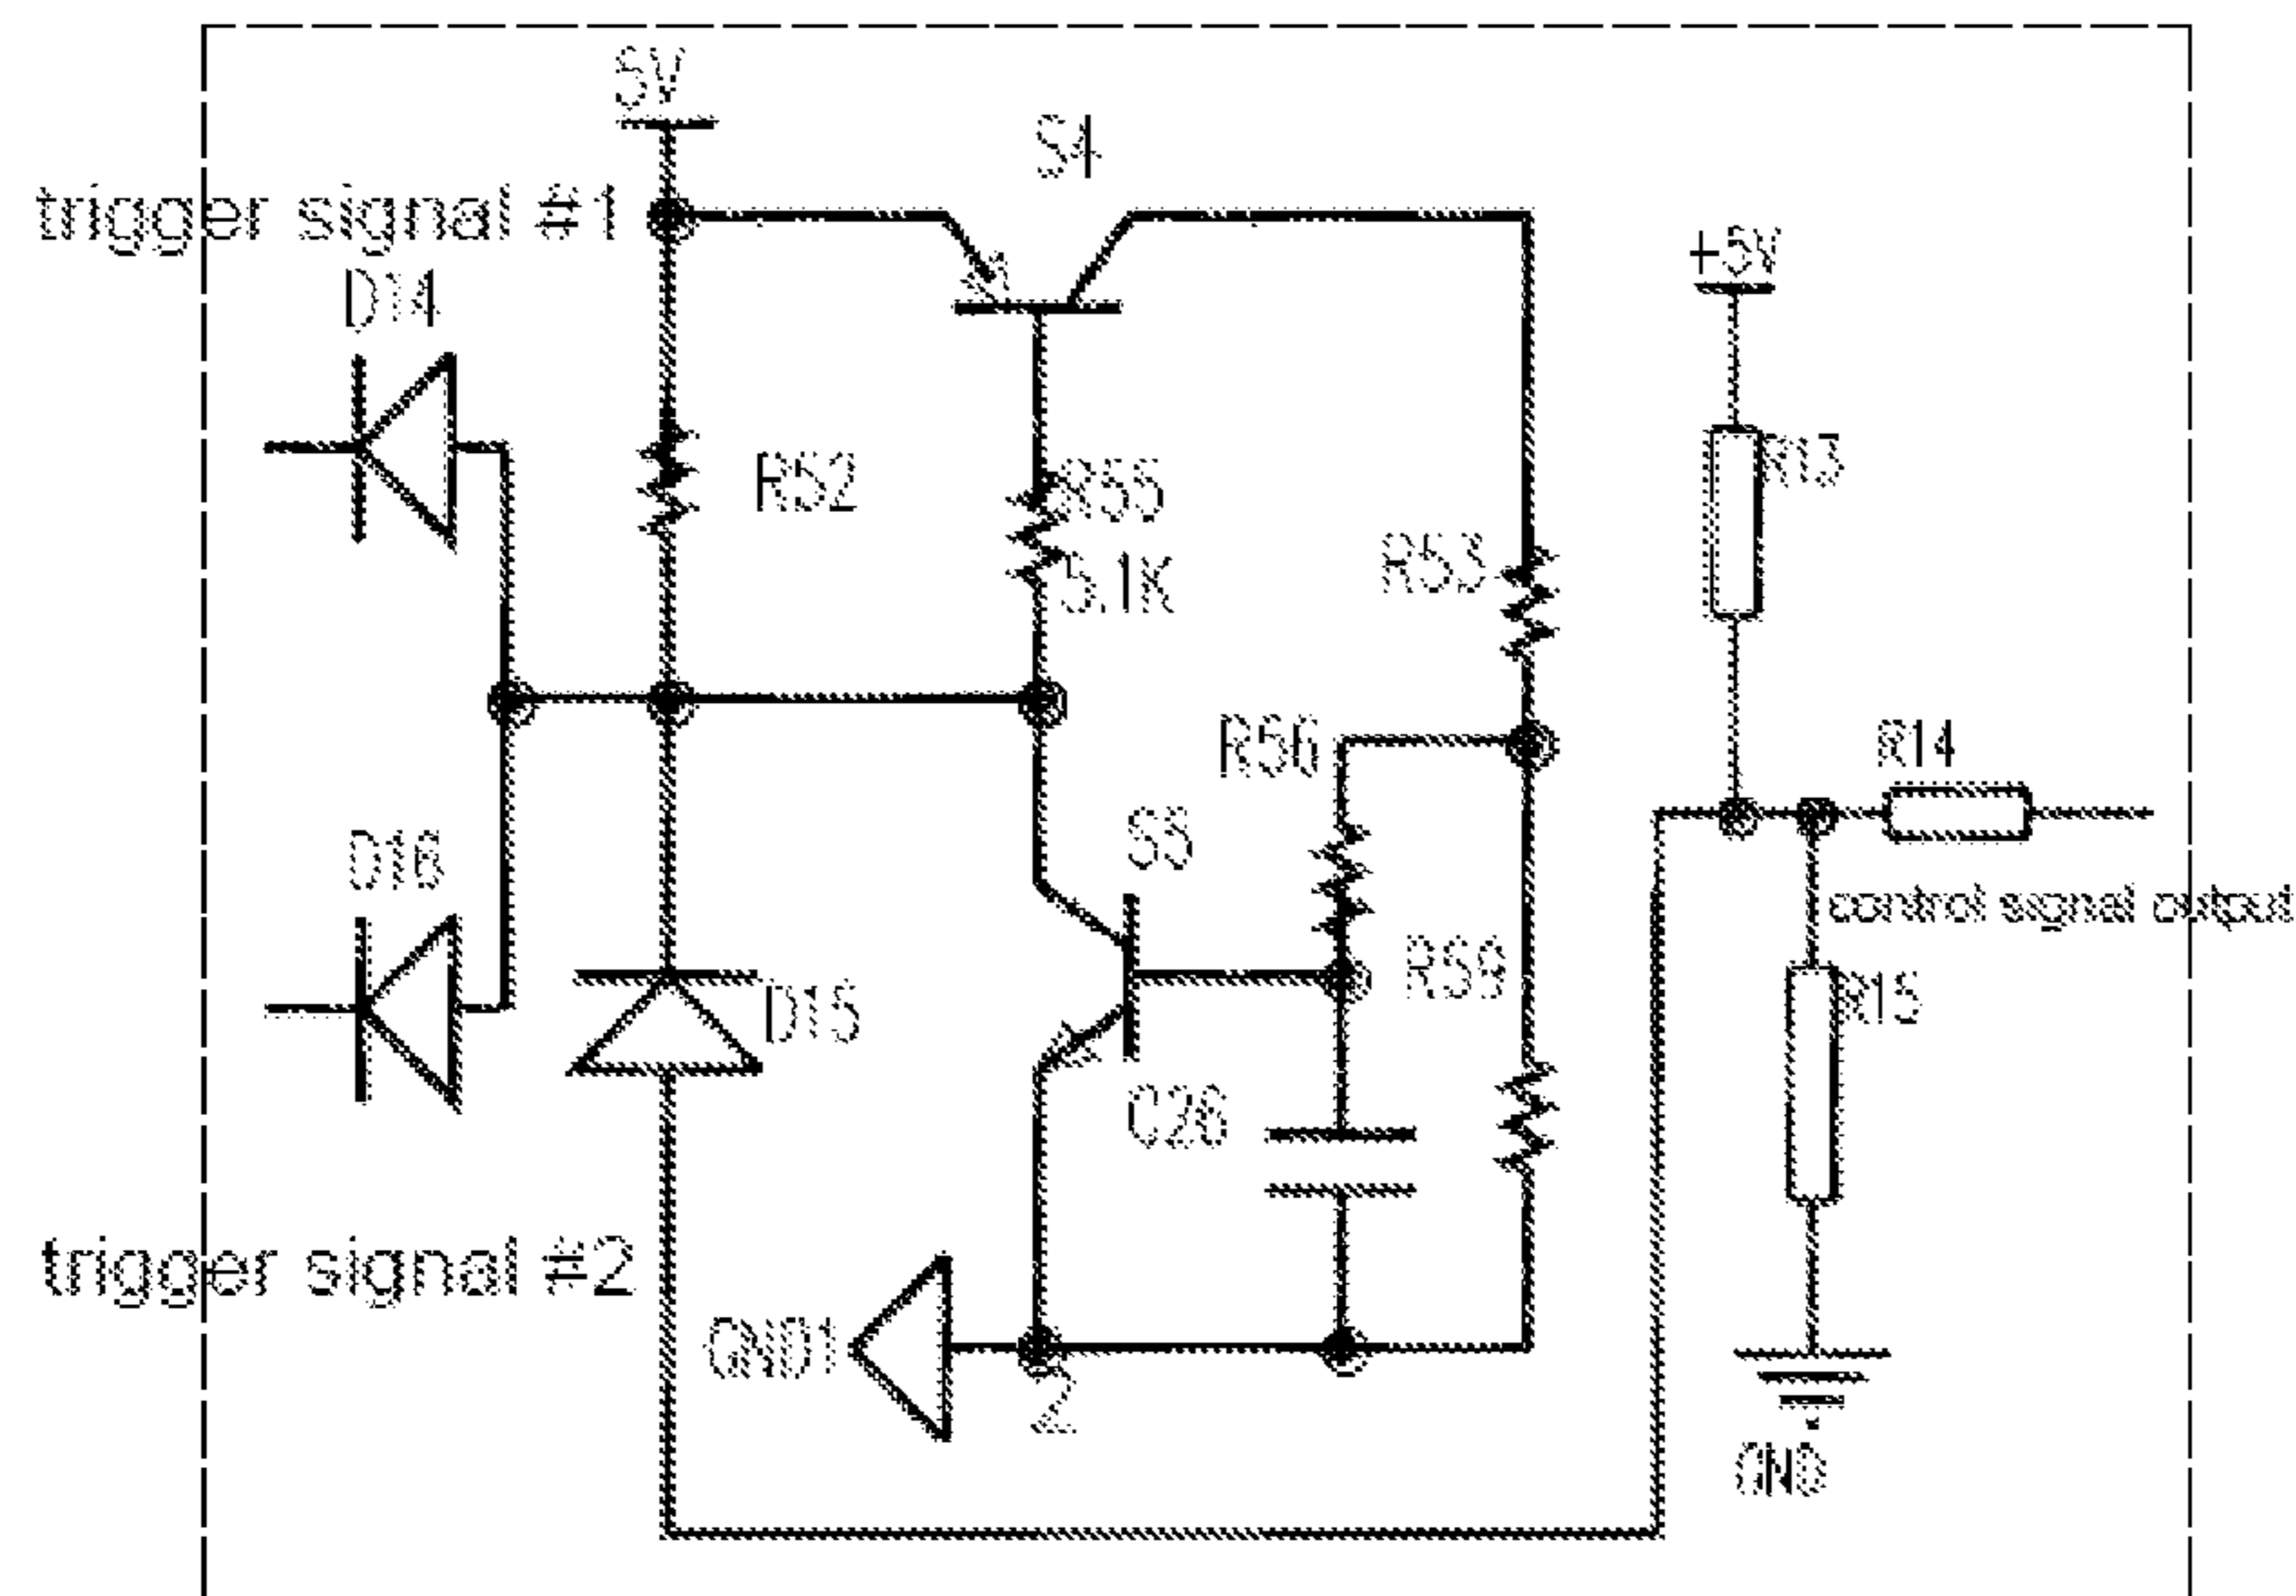 5V
S4
trigger signal #1
+5V
D14
R13
R52
R55
5.1K
R53
R56
R14
D16
S5
control signal output
R59
D15
R15
C26
trigger signal #2
GND1
2
GND